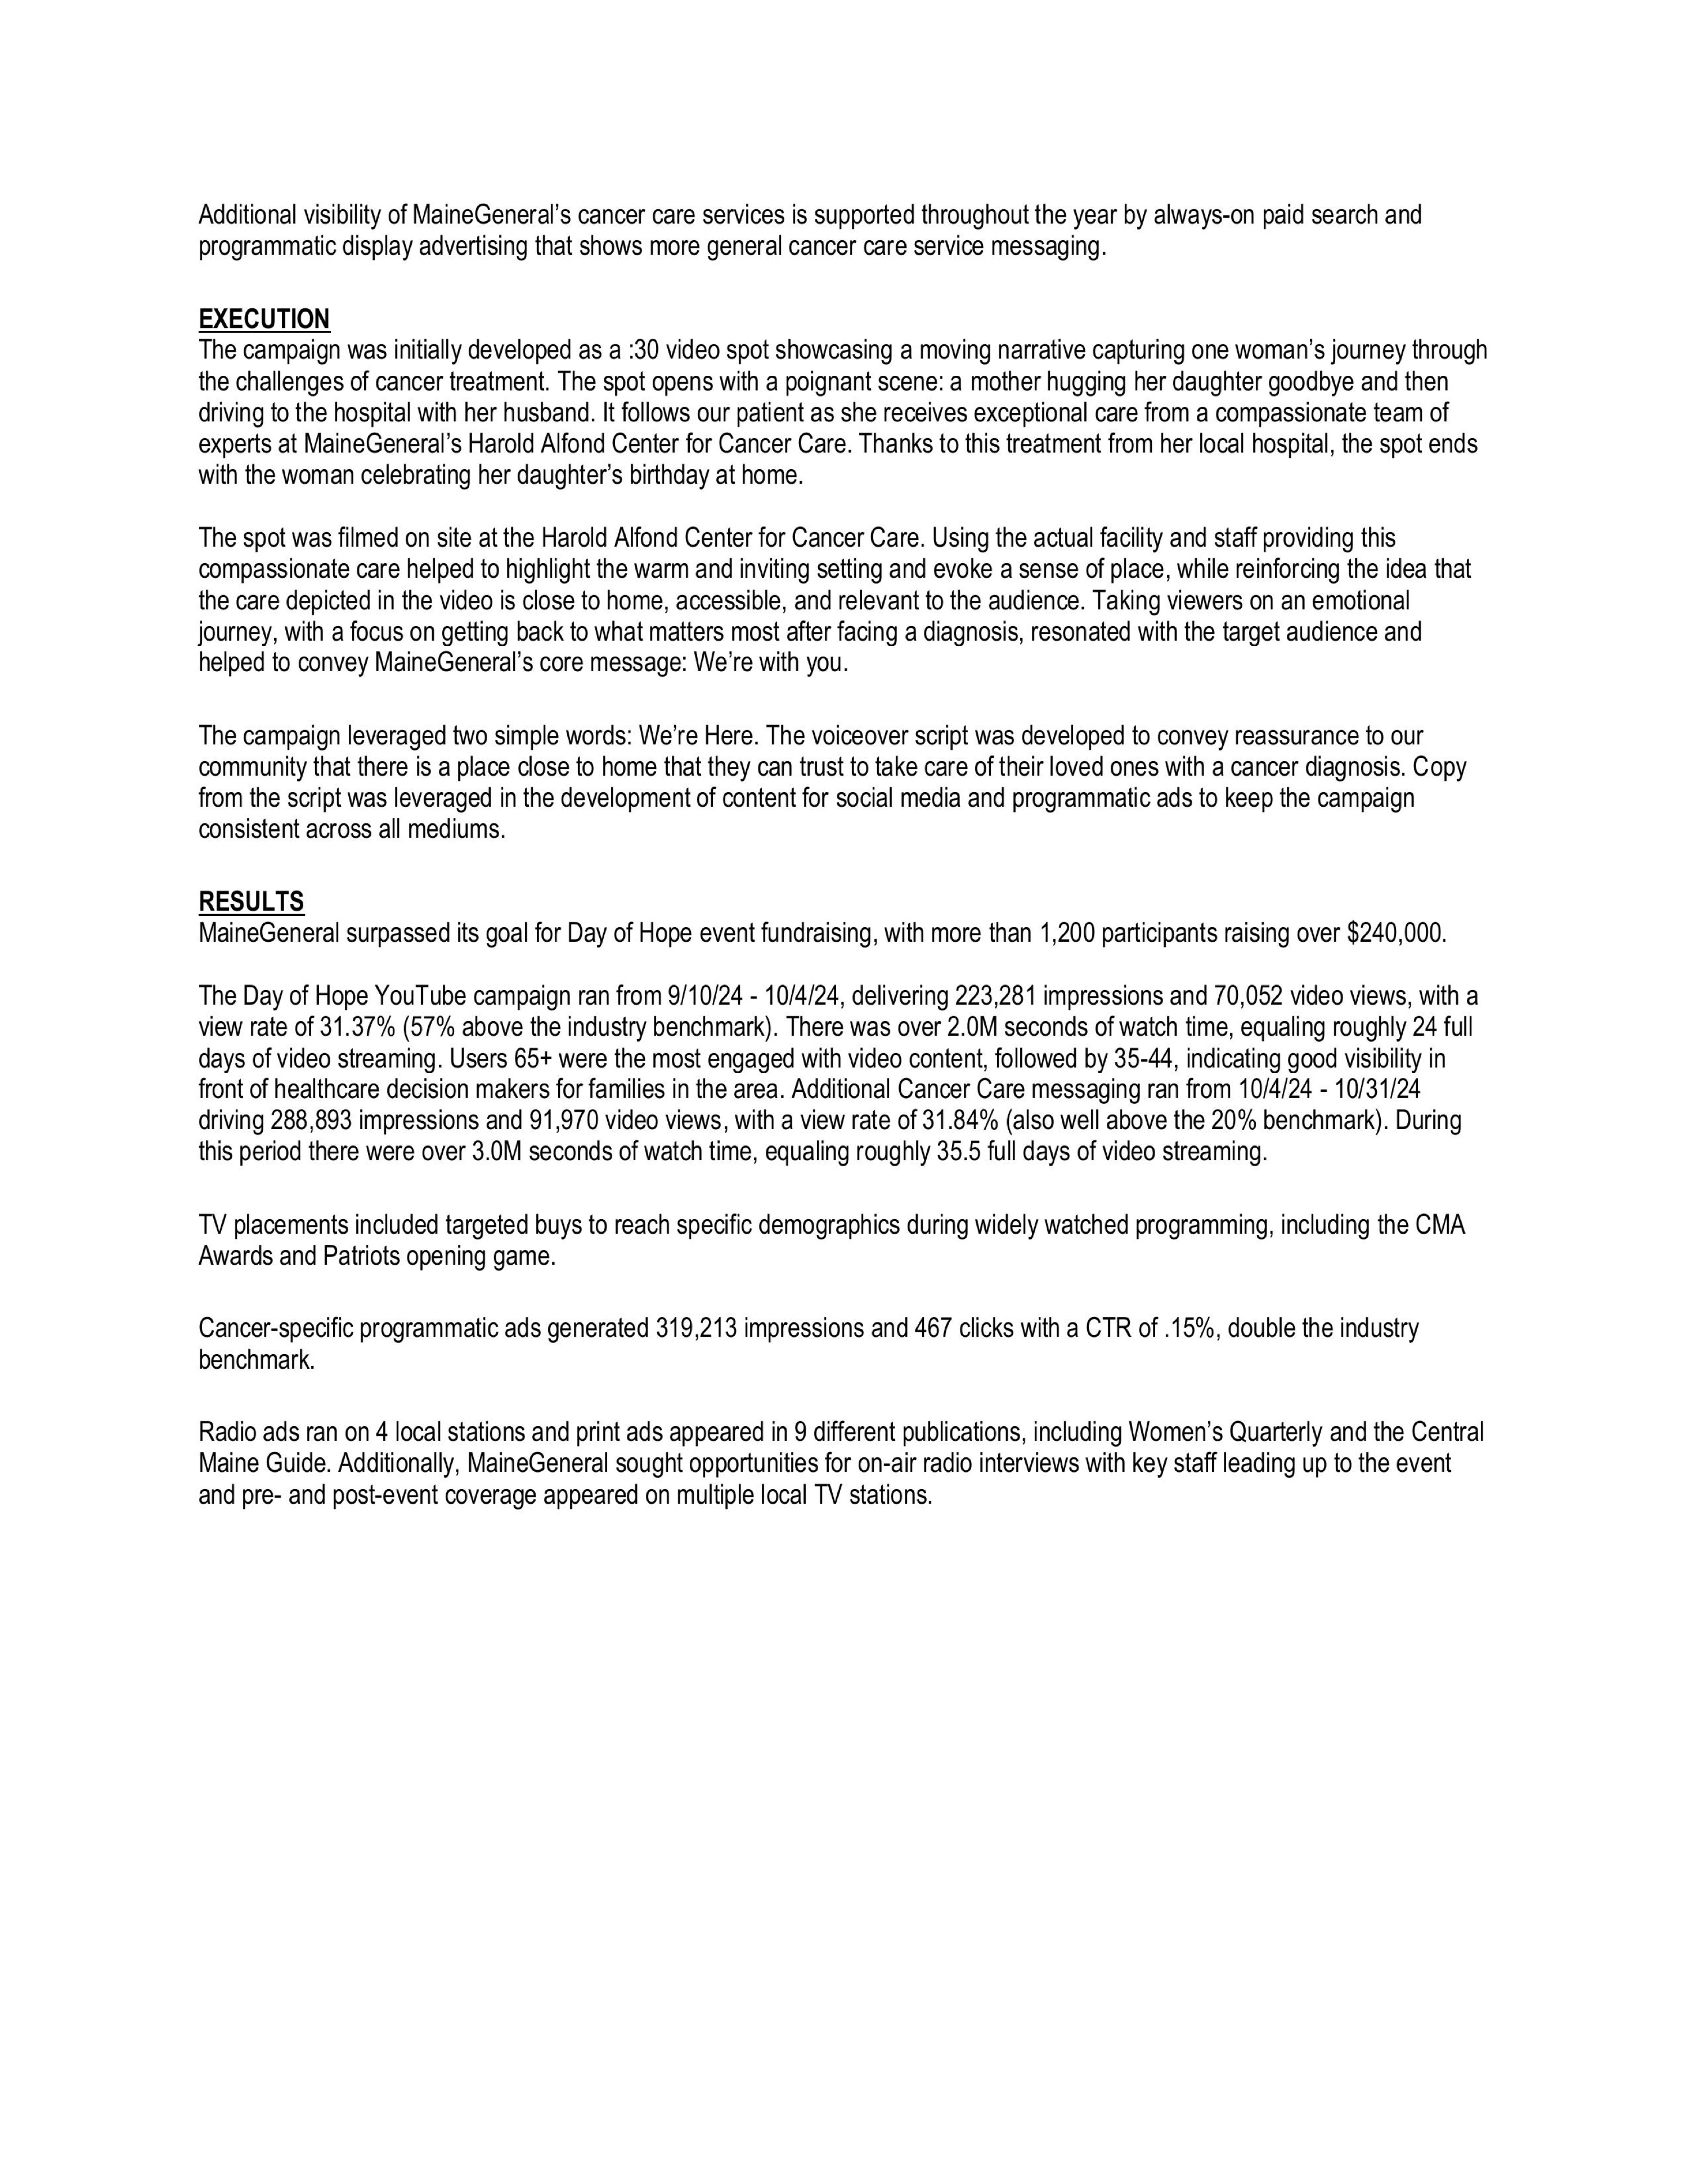 Additional visibility of MaineGeneral’s cancer care services is supported throughout the year by always-on paid search and
programmatic display advertising that shows more general cancer care service messaging.
EXECUTION
The campaign was initially developed as a :30 video spot showcasing a moving narrative capturing one woman’s journey through
the challenges of cancer treatment. The spot opens with a poignant scene: a mother hugging her daughter goodbye and then
driving to the hospital with her husband. It follows our patient as she receives exceptional care from a compassionate team of
experts at MaineGeneral’s Harold Alfond Center for Cancer Care. Thanks to this treatment from her local hospital, the spot ends
with the woman celebrating her daughter’s birthday at home.
The spot was filmed on site at the Harold Alfond Center for Cancer Care. Using the actual facility and staff providing this
compassionate care helped to highlight the warm and inviting setting and evoke a sense of place, while reinforcing the idea that
the care depicted in the video is close to home, accessible, and relevant to the audience. Taking viewers on an emotional
journey, with a focus on getting back to what matters most after facing a diagnosis, resonated with the target audience and
helped to convey MaineGeneral’s core message: We’re with you.
The campaign leveraged two simple words: We’re Here. The voiceover script was developed to convey reassurance to our
community that there is a place close to home that they can trust to take care of their loved ones with a cancer diagnosis. Copy
from the script was leveraged in the development of content for social media and programmatic ads to keep the campaign
consistent across all mediums.
RESULTS
MaineGeneral surpassed its goal for Day of Hope event fundraising, with more than 1,200 participants raising over $240,000.
The Day of Hope YouTube campaign ran from 9/10/24 - 10/4/24, delivering 223,281 impressions and 70,052 video views, with a
view rate of 31.37% (57% above the industry benchmark). There was over 2.0M seconds of watch time, equaling roughly 24 full
days of video streaming. Users 65+ were the most engaged with video content, followed by 35-44, indicating good visibility in
front of healthcare decision makers for families in the area. Additional Cancer Care messaging ran from 10/4/24 - 10/31/24
driving 288,893 impressions and 91,970 video views, with a view rate of 31.84% (also well above the 20% benchmark). During
this period there were over 3.0M seconds of watch time, equaling roughly 35.5 full days of video streaming.
TV placements included targeted buys to reach specific demographics during widely watched programming, including the CMA
Awards and Patriots opening game.
Cancer-specific programmatic ads generated 319,213 impressions and 467 clicks with a CTR of .15%, double the industry
benchmark.
Radio ads ran on 4 local stations and print ads appeared in 9 different publications, including Women’s Quarterly and the Central
Maine Guide. Additionally, MaineGeneral sought opportunities for on-air radio interviews with key staff leading up to the event
and pre- and post-event coverage appeared on multiple local TV stations.